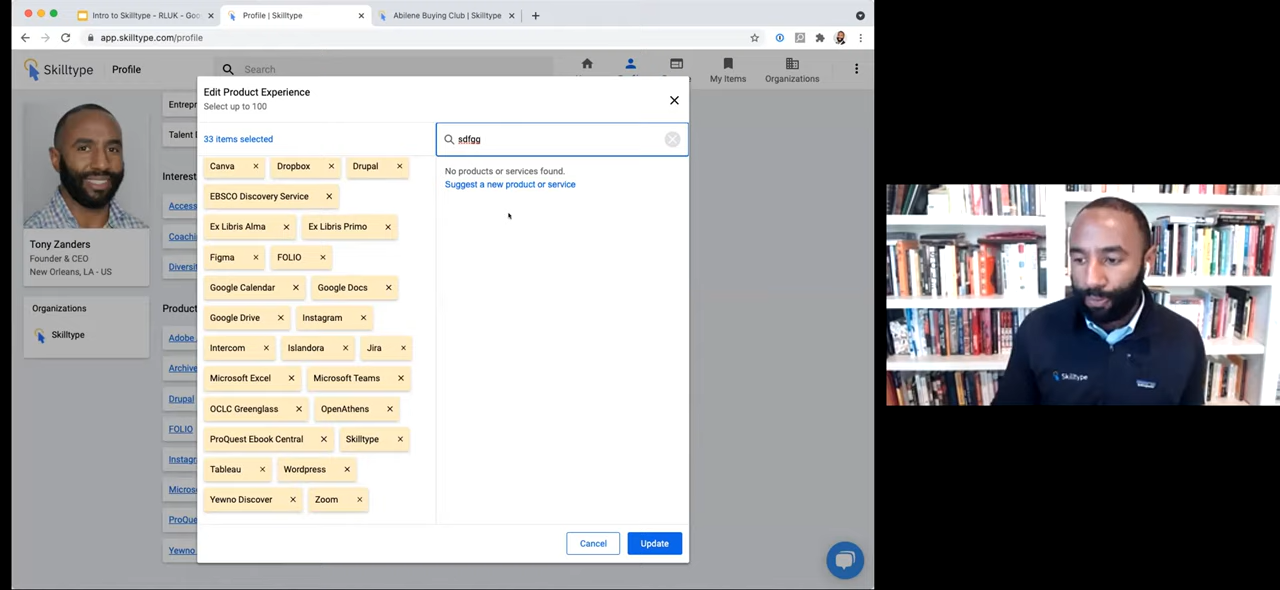 Intro to Skilltype – RLUK – Goo
Profile | Skilltype
Abilene Buying Club | Skilltype
app.skilltype.com/profile
Skilltype
Profile
Search
My Items
Organizations
Edit Product Experience
Select up to 100
33 items selected
sdfgg
No products or services found.
Suggest a new product or service
Canva
Dropbox
Drupal
EBSCO Discovery Service
Ex Libris Alma
Ex Libris Primo
Figma
FOLIO
Google Calendar
Google Docs
Google Drive
Instagram
Intercom
Islandora
Jira
Microsoft Excel
Microsoft Teams
OCLC Greenglass
OpenAthens
ProQuest Ebook Central
Skilltype
Tableau
Wordpress
Yewno Discover
Zoom
Cancel
Update
Tony Zanders
Founder & CEO
New Orleans, LA - US
Organizations
Skilltype
Entrepr
Talent
Interest
Access
Coachi
Diversit
Product
Adobe
Archive
Drupal
FOLIO
Instagr
Micros
ProQue
Yewno
Skilltype